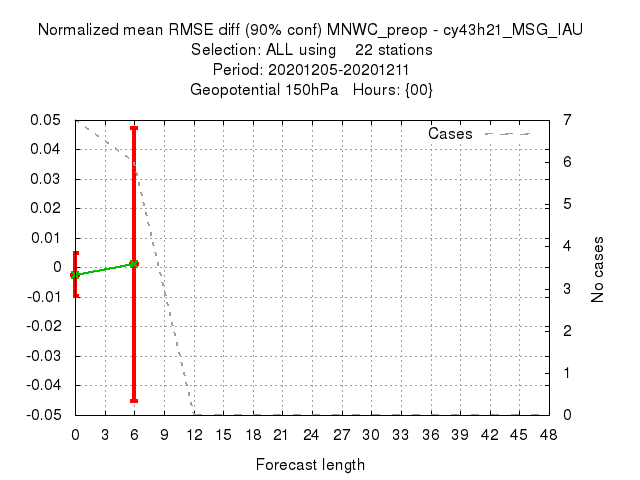 Normalized mean RMSE diff (90% conf) MNWC_preop - cy43h21_MSG_IAU
Selection: ALL using 22 stations
Period: 20201205-20201211
Geopotential 150hPa Hours: {00}
Cases
0.05
0.04
0.03
0.02
0.01
0
-0.01
-0.02
-0.03
-0.04
-0.05
7
6
5
4
3
2
1
0
No cases
0 3 6 9 12 15 18 21 24 27 30 33 36 39 42 45 48
Forecast length